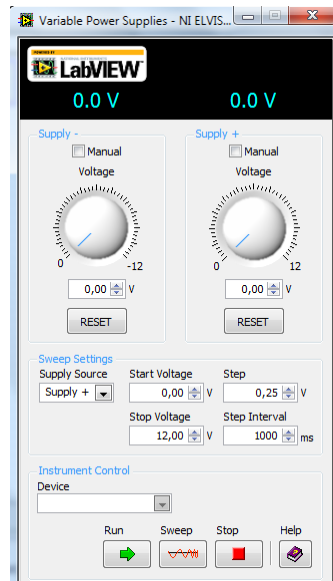 Variable Power Supplies - NI ELVIS...
POWERED BY
LabVIEW
0.0 V 0.0 V
Supply - Supply +
Manual Manual
Voltage Voltage
0 -12 0 12
0,00 V 0,00 V
RESET RESET
Sweep Settings
Supply Source Start Voltage Step
Supply + 0,00 V 0,25 V
Stop Voltage Step Interval
12,00 V 1000 ms
Instrument Control
Device
Run Sweep Stop Help